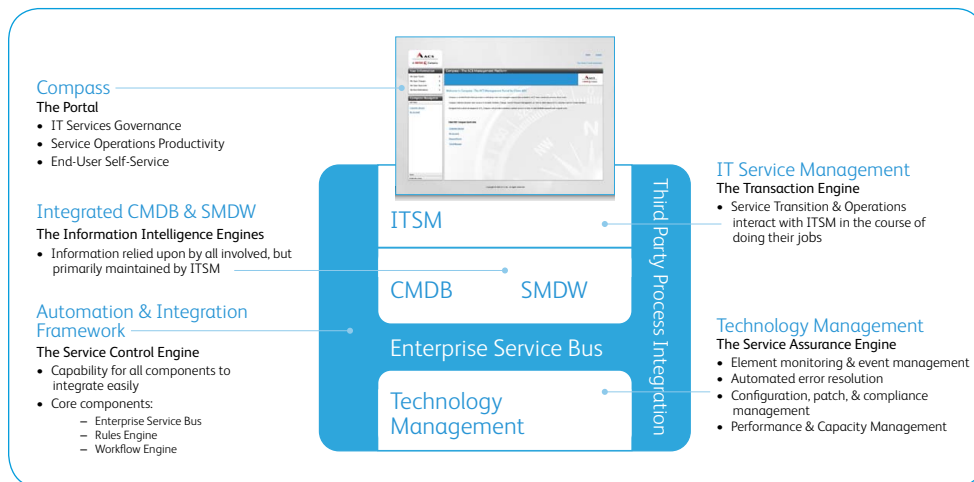 Compass
The Portal
• IT Services Governance
• Service Operations Productivity
• End-User Self-Service
Integrated CMDB & SMDW
The Information Intelligence Engines
• Information relied upon by all involved, but
primarily maintained by ITSM
Automation & Integration
Framework
The Service Control Engine
• Capability for all components to
integrate easily
• Core components:
– Enterprise Service Bus
– Rules Engine
– Workflow Engine
ITSM
CMDB
SMDW
Enterprise Service Bus
Technology
Management
Third Party Process Integration
IT Service Management
The Transaction Engine
• Service Transition & Operations
interact with ITSM in the course of
doing their jobs
Technology Management
The Service Assurance Engine
• Element monitoring & event management
• Automated error resolution
• Configuration, patch, & compliance
management
• Performance & Capacity Management